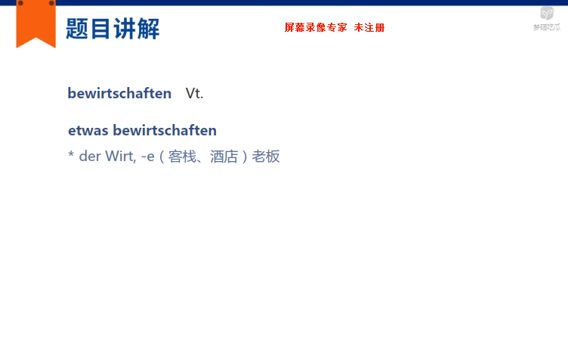 题目讲解
屏幕录像专家 未注册
bewirtschaften Vt.
etwas bewirtschaften
* der Wirt, -e ( 客栈、酒店 ) 老板